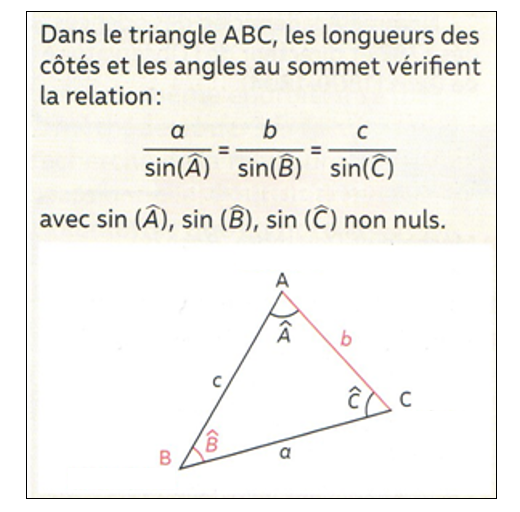 Dans le triangle ABC, les longueurs des
côtés et les angles au sommet vérifient
la relation:
a/sin(Â) = b/sin(B̂) = c/sin(Ĉ)
avec sin (Â), sin (B̂), sin (Ĉ) non nuls.
A
Â
b
c
Ĉ C
B B̂
a